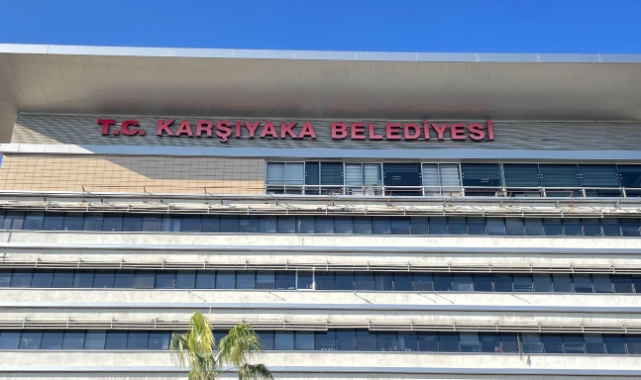 T.C. KARŞIYAKA BELEDİYESİ